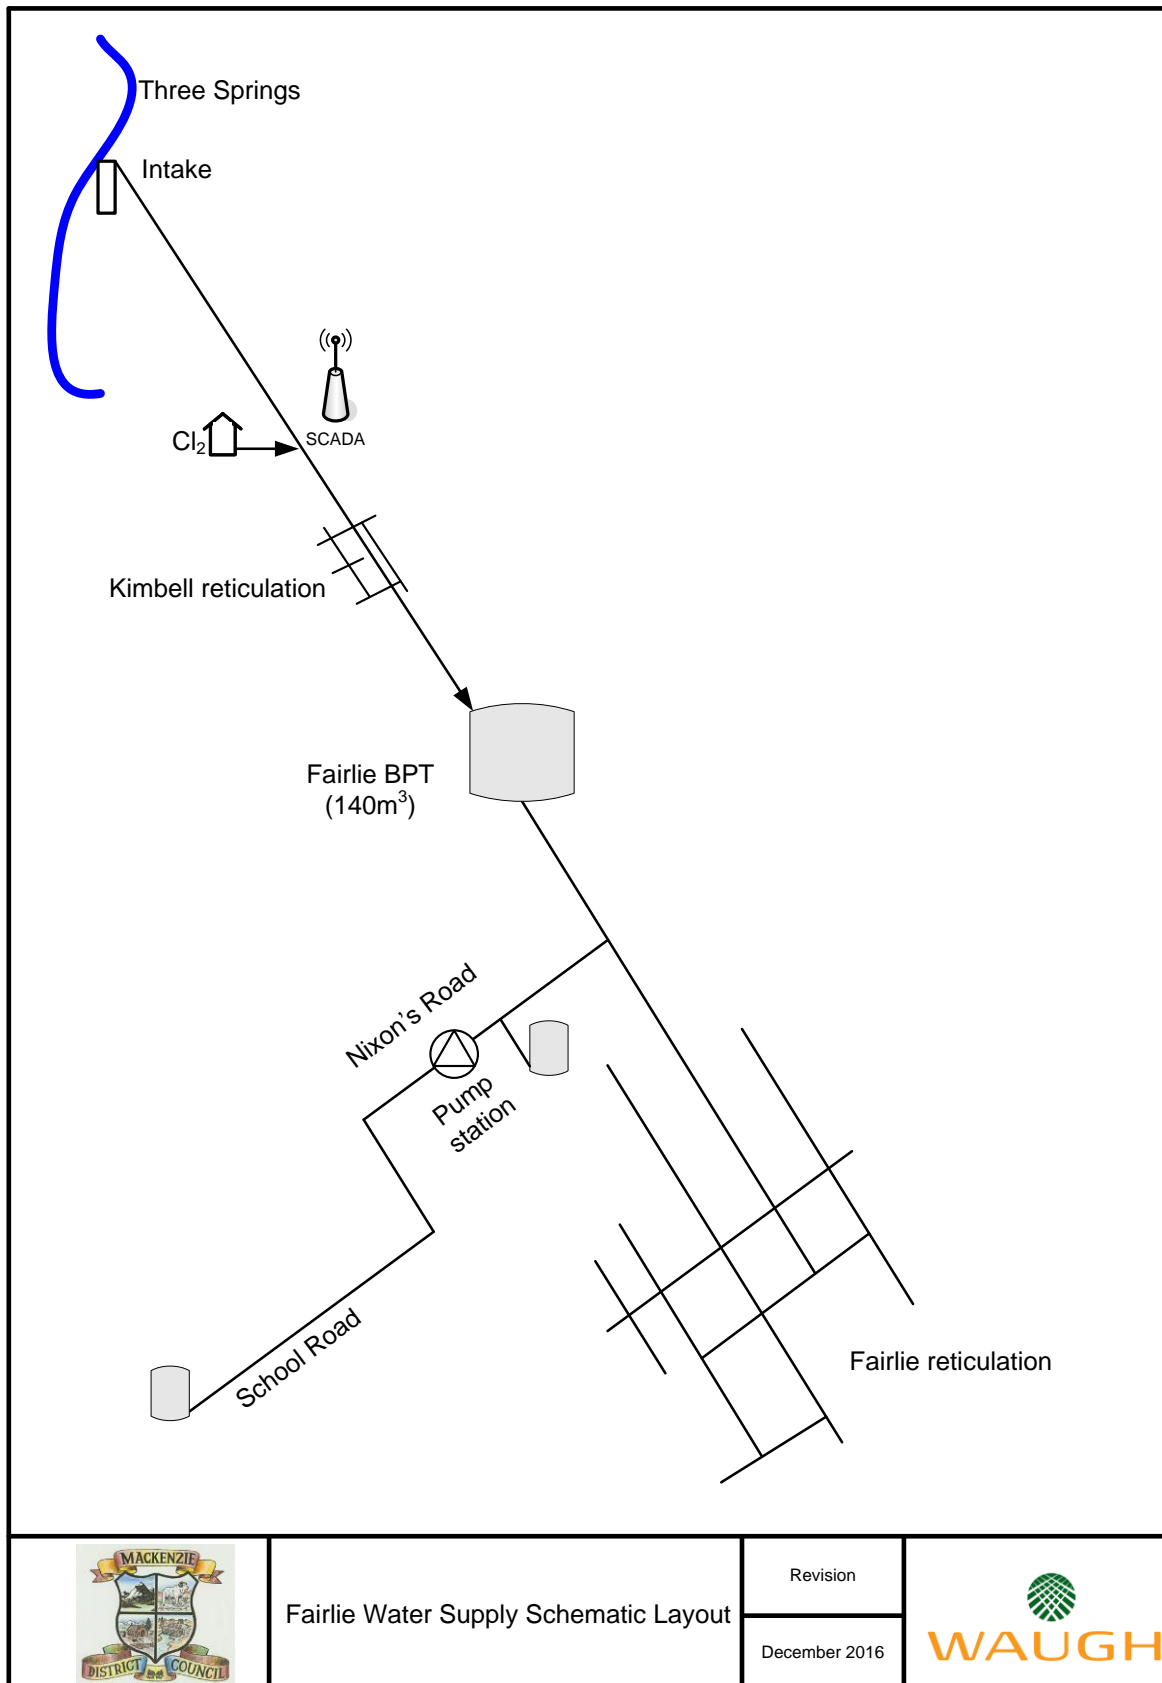 Three Springs
Intake
SCADA
Cl₂
Kimbell reticulation
Fairlie BPT
(140m³)
Nixon's Road
Pump
station
School Road
Fairlie reticulation
MACKENZIE
DISTRICT COUNCIL
Fairlie Water Supply Schematic Layout
Revision
December 2016
WAUGH